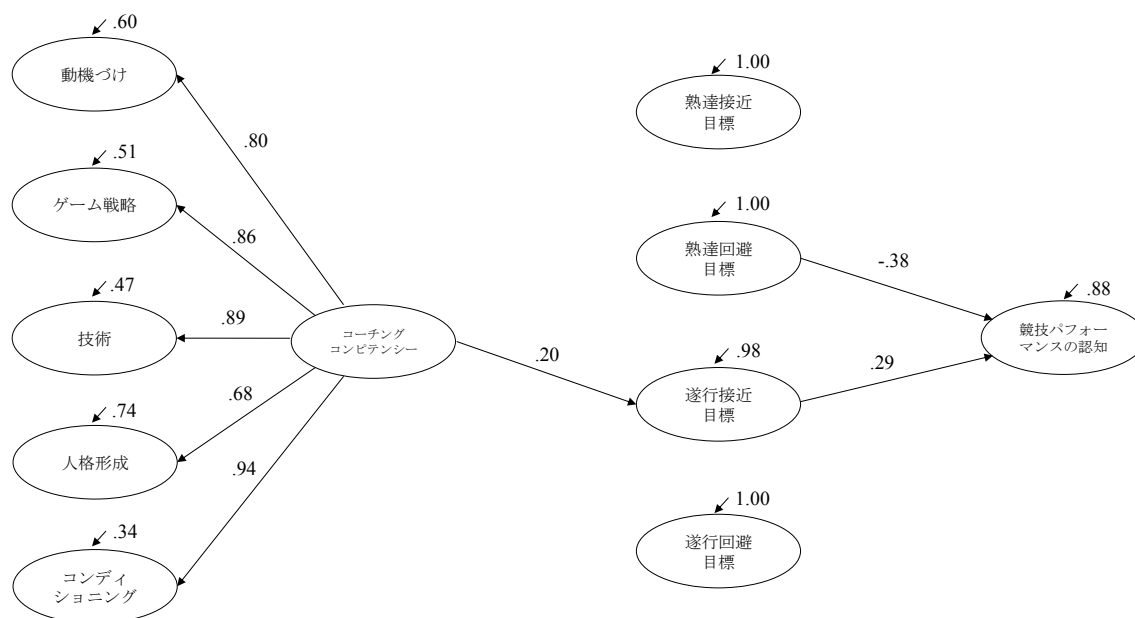 .60
動機づけ
.80
.51
ゲーム戦略
.86
.47
技術
.89
.74
人格形成
.68
.34
コンディ
ショニング
.94
コーチング
コンピテンシー
.20
1.00
熟達接近
目標
1.00
熟達回避
目標
-.38
.98
遂行接近
目標
.29
1.00
遂行回避
目標
.88
競技パフォー
マンスの認知